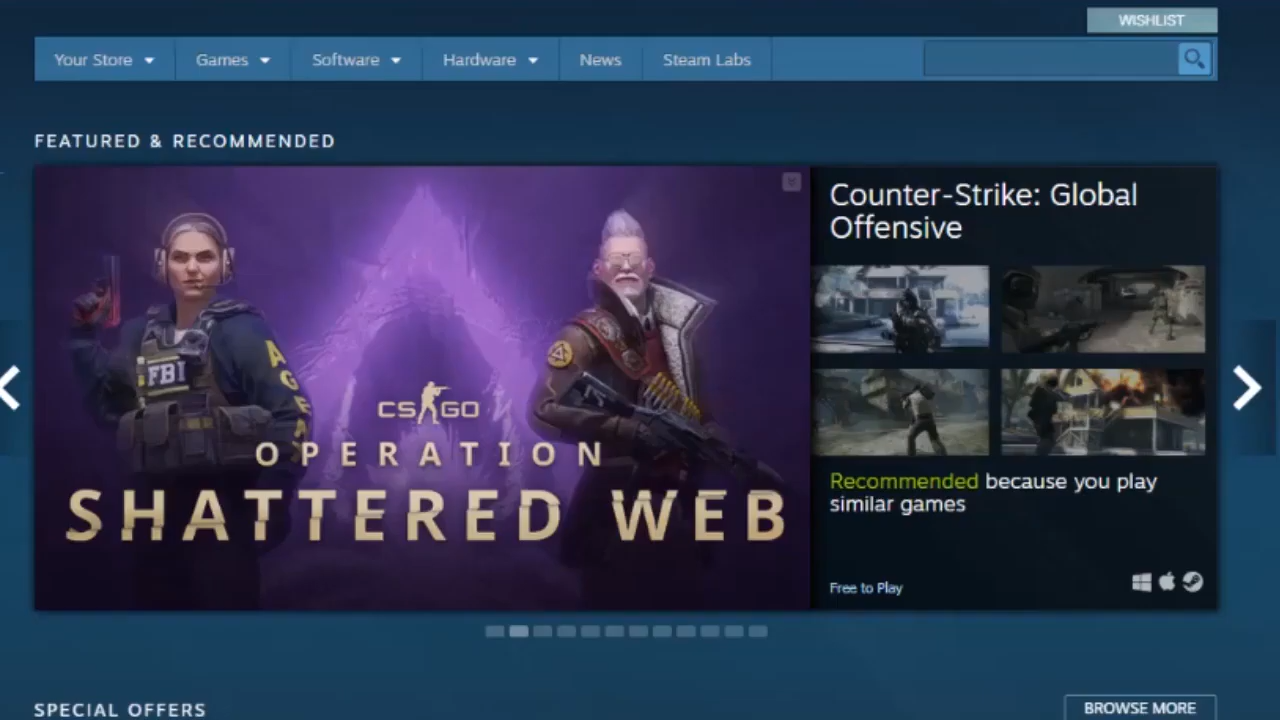 WISHLIST
Your Store
Games
Software
Hardware
News
Steam Labs
FEATURED & RECOMMENDED
FBI
AGENT
CS GO
OPERATION
SHATTERED WEB
Counter-Strike: Global
Offensive
Recommended because you play
similar games
Free to Play
SPECIAL OFFERS
BROWSE MORE